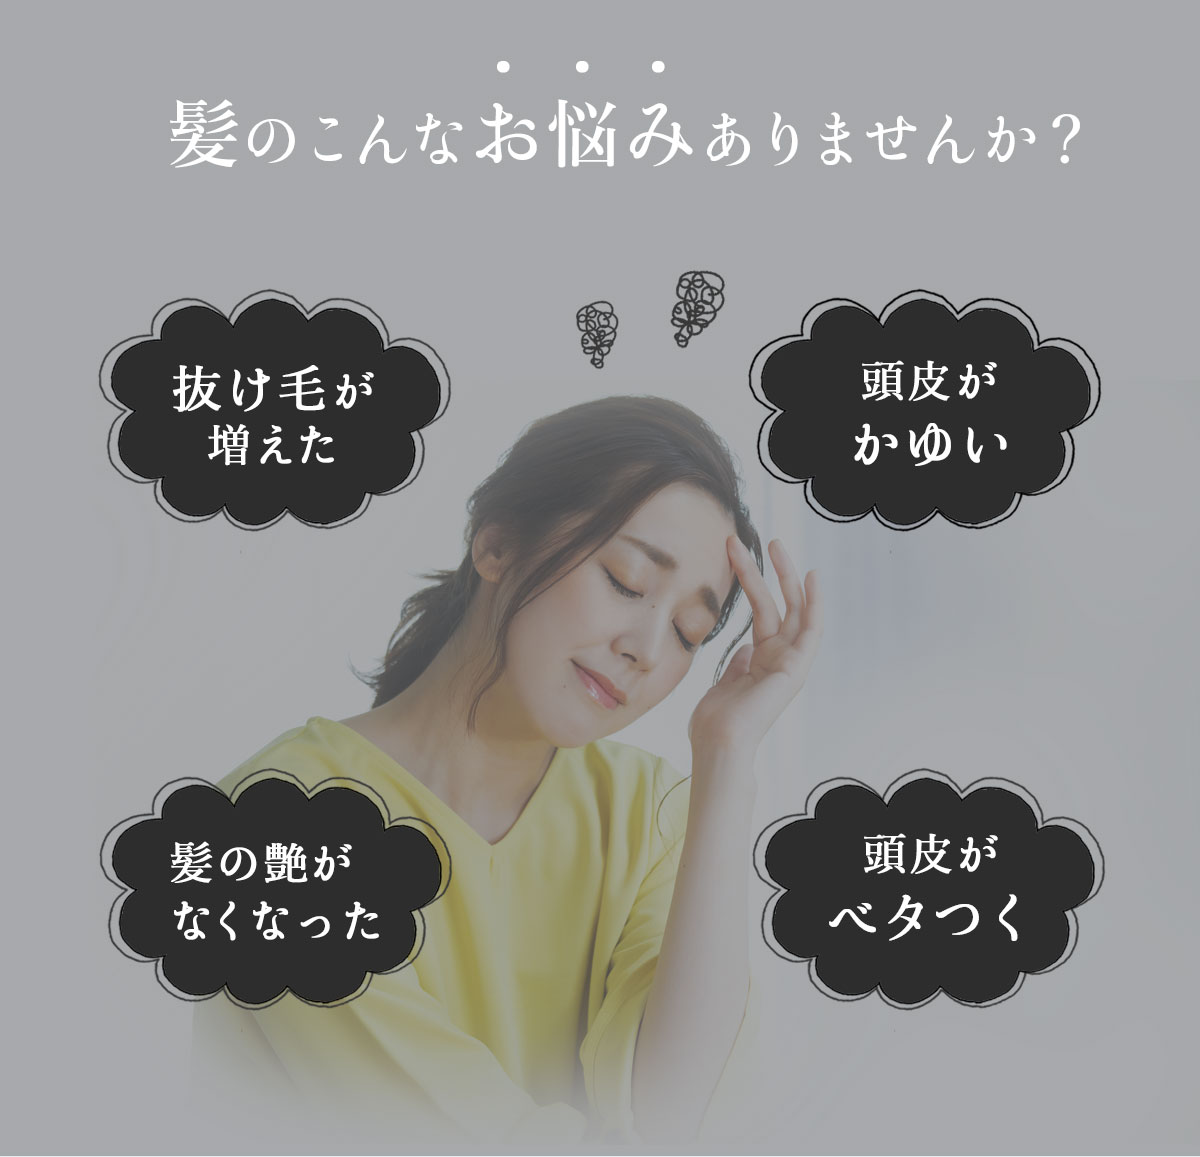 髪のこんなお悩みありませんか？
抜け毛が
増えた
頭皮が
かゆい
髪の艶が
なくなった
頭皮が
ベタつく